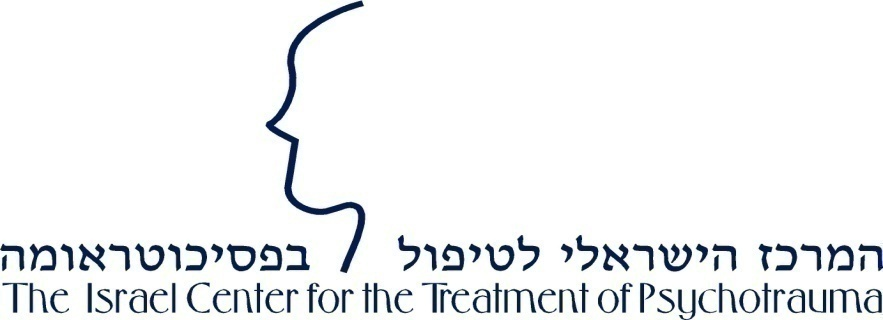 המרכז הישראלי לטיפול בפסיכוטראומה
The Israel Center for the Treatment of Psychotrauma